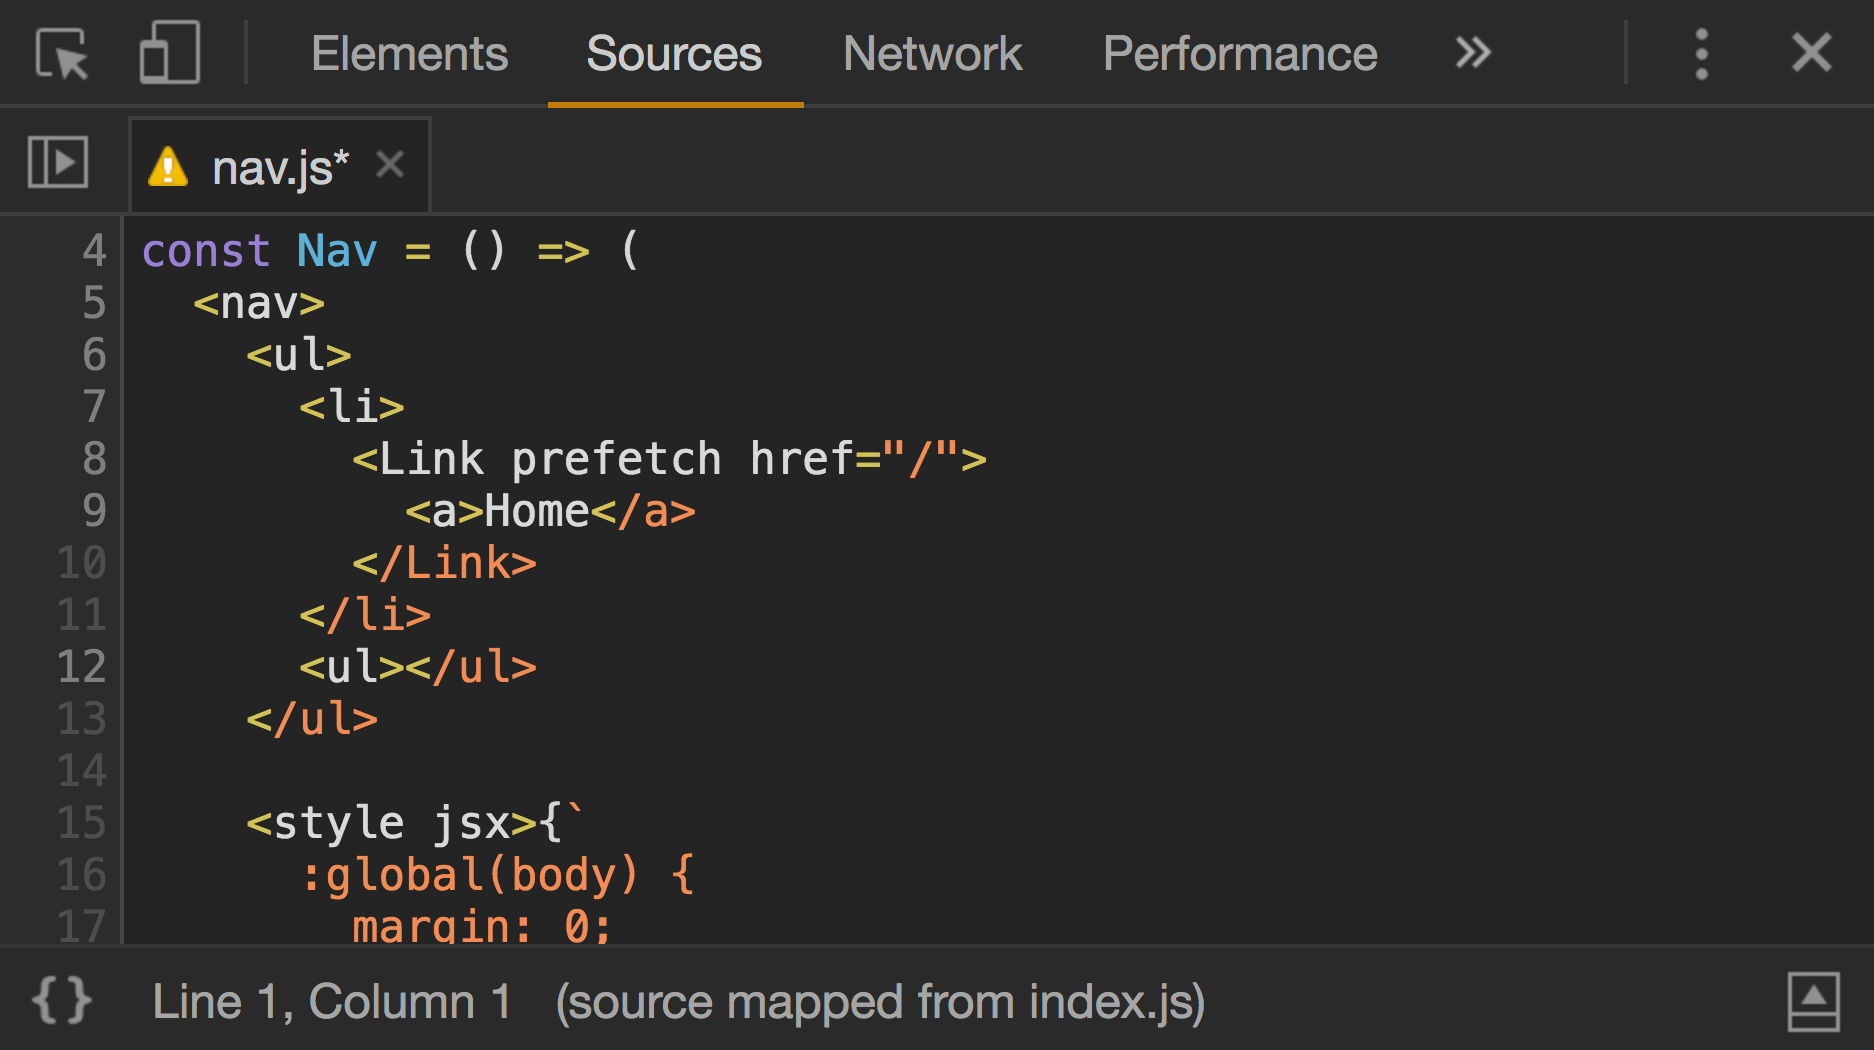 Elements Sources Network Performance »
nav.js* ×
4 const Nav = () => (
5   <nav>
6     <ul>
7       <li>
8         <Link prefetch href="/">
9           <a>Home</a>
10         </Link>
11       </li>
12       <ul></ul>
13     </ul>
14
15     <style jsx>{`
16       :global(body) {
17         margin: 0;
{} Line 1, Column 1 (source mapped from index.js)